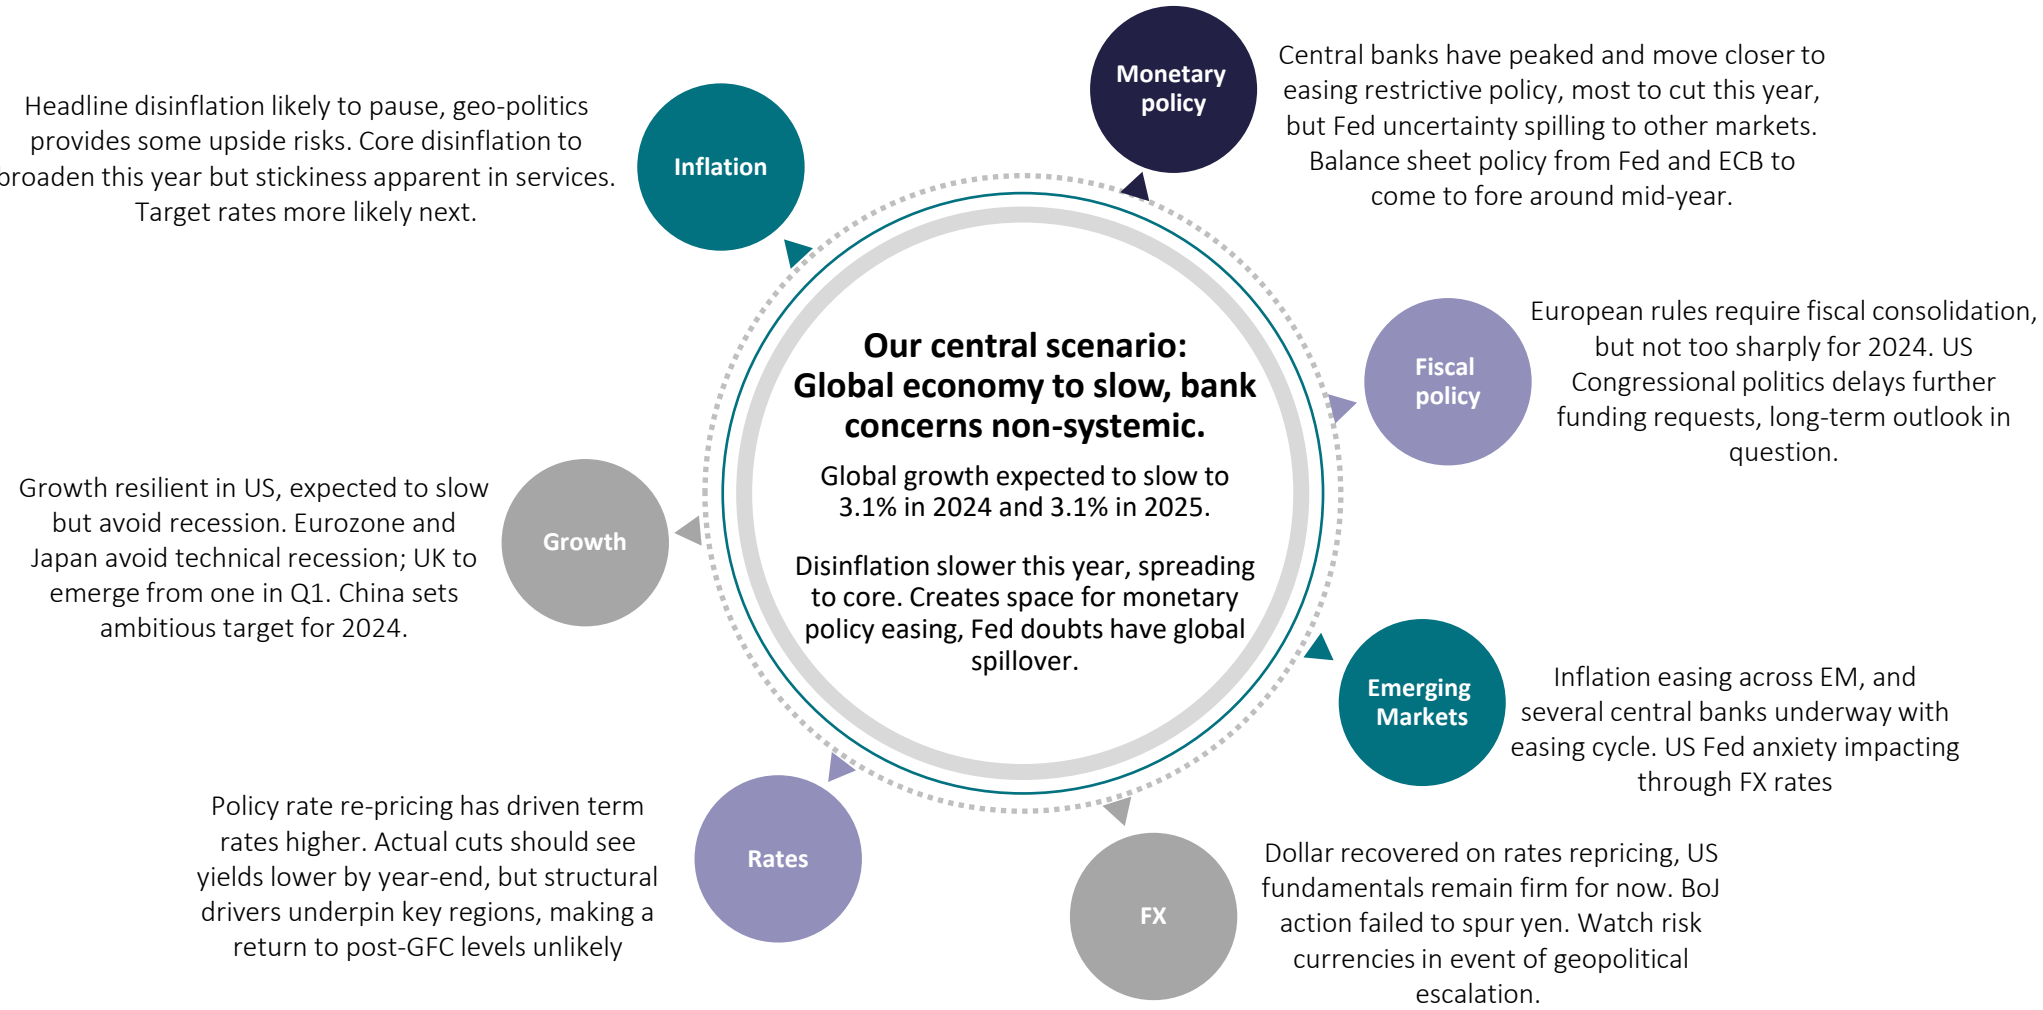 Monetary
policy
Central banks have peaked and move closer to
easing restrictive policy, most to cut this year,
but Fed uncertainty spilling to other markets.
Balance sheet policy from Fed and ECB to
come to fore around mid-year.
Headline disinflation likely to pause, geo-politics
provides some upside risks. Core disinflation to
broaden this year but stickiness apparent in services.
Target rates more likely next.
Inflation
Our central scenario:
Global economy to slow, bank
concerns non-systemic.
Global growth expected to slow to
3.1% in 2024 and 3.1% in 2025.
Disinflation slower this year, spreading
to core. Creates space for monetary
policy easing, Fed doubts have global
spillover.
Fiscal
policy
European rules require fiscal consolidation,
but not too sharply for 2024. US
Congressional politics delays further
funding requests, long-term outlook in
question.
Growth resilient in US, expected to slow
but avoid recession. Eurozone and
Japan avoid technical recession; UK to
emerge from one in Q1. China sets
ambitious target for 2024.
Growth
Emerging
Markets
Inflation easing across EM, and
several central banks underway with
easing cycle. US Fed anxiety impacting
through FX rates
Policy rate re-pricing has driven term
rates higher. Actual cuts should see
yields lower by year-end, but structural
drivers underpin key regions, making a
return to post-GFC levels unlikely
Rates
FX
Dollar recovered on rates repricing, US
fundamentals remain firm for now. BoJ
action failed to spur yen. Watch risk
currencies in event of geopolitical
escalation.